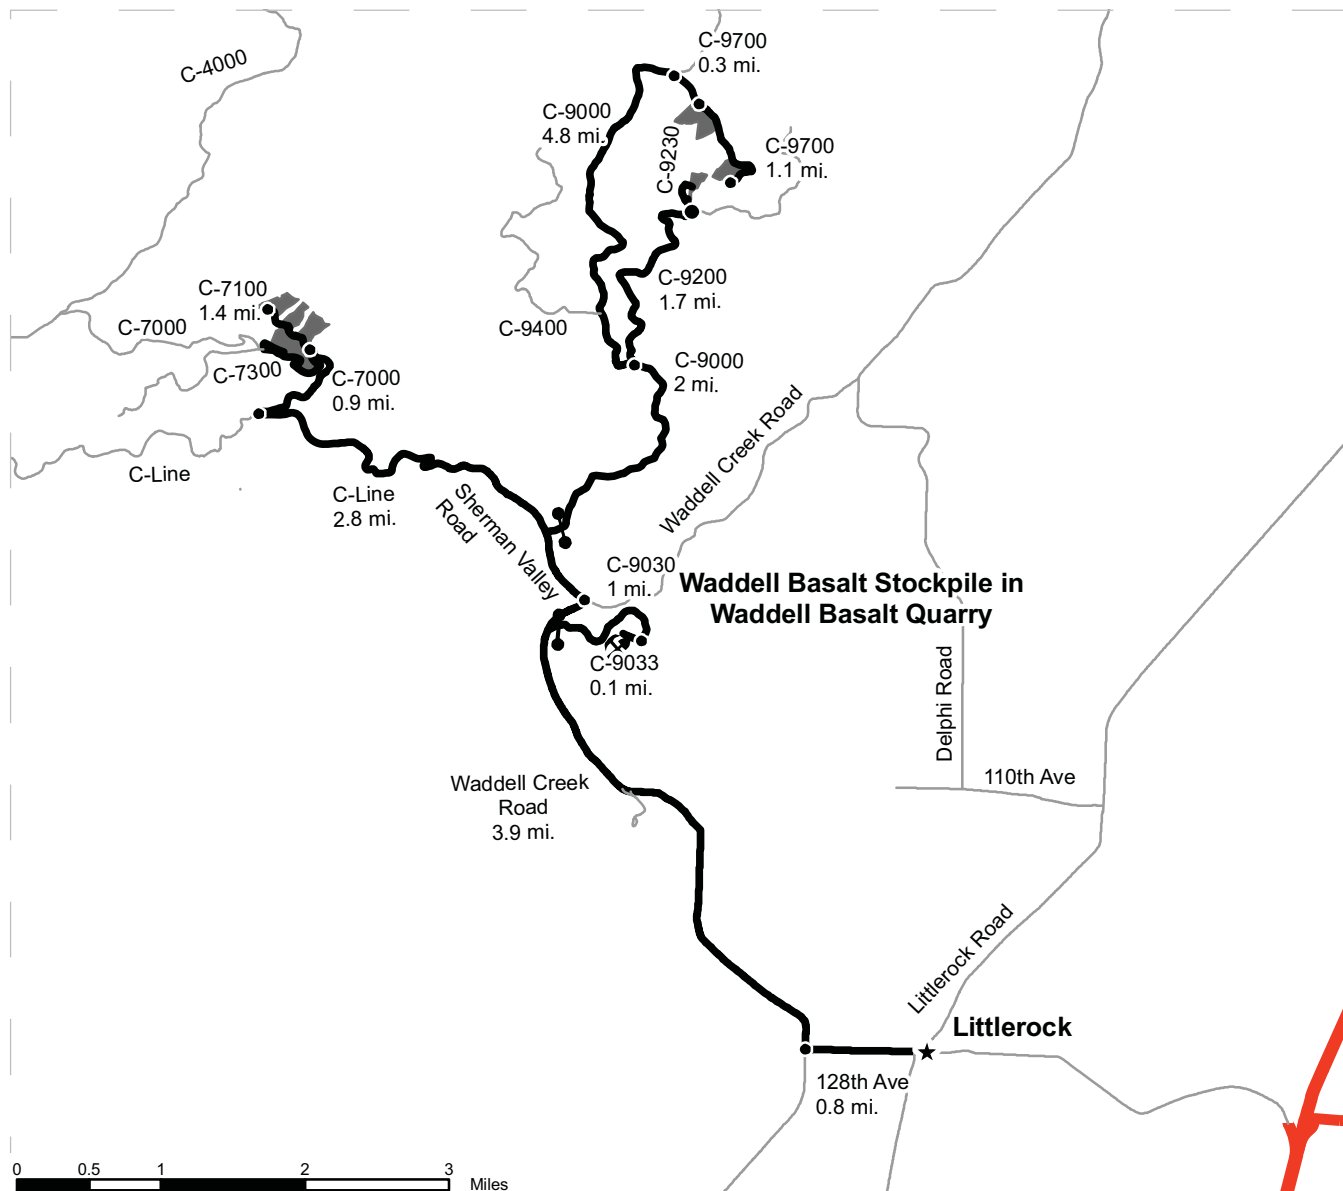 C-4000
C-9700
0.3 mi.
C-9000
4.8 mi.
C-9230
C-9700
1.1 mi.
C-7100
1.4 mi.
C-7000
C-9200
1.7 mi.
C-9400
C-7300
C-7000
0.9 mi.
C-9000
2 mi.
Waddell Creek Road
C-Line
C-Line
2.8 mi.
Sherman Valley
Road
C-9030
1 mi.
Waddell Basalt Stockpile in
Waddell Basalt Quarry
C-9033
0.1 mi.
Delphi Road
110th Ave
Waddell Creek
Road
3.9 mi.
Littlerock Road
Littlerock
128th Ave
0.8 mi.
0 0.5 1 2 3
Miles